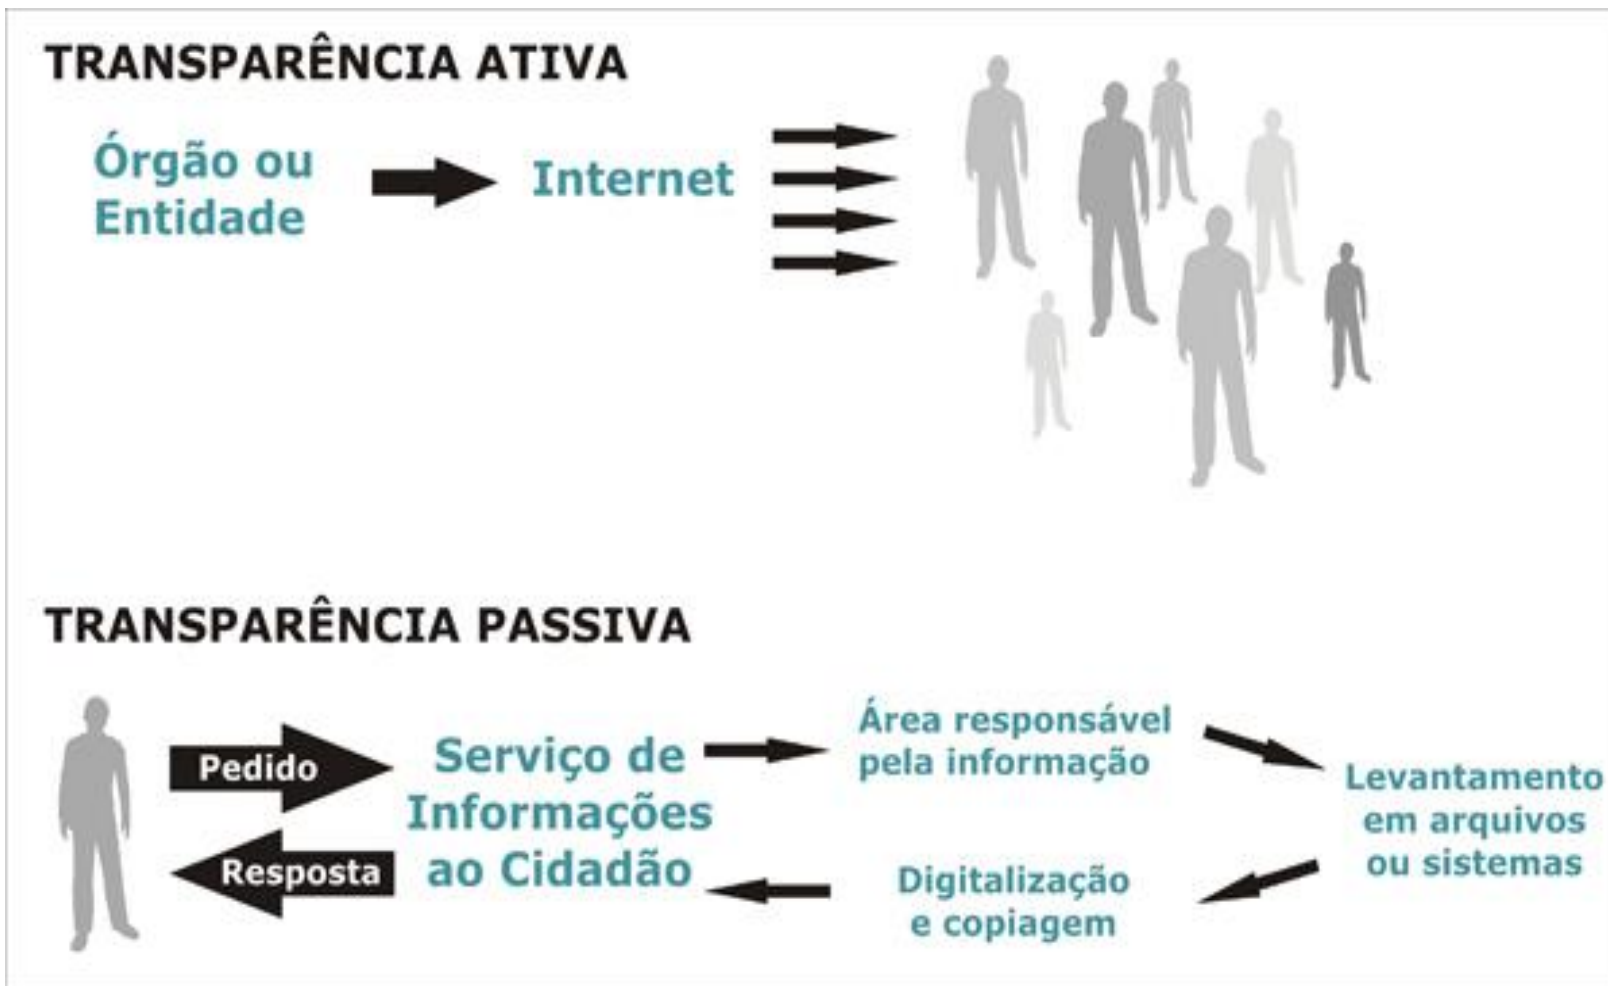 TRANSPARÊNCIA ATIVA
Órgão ou
Entidade
Internet
TRANSPARÊNCIA PASSIVA
Pedido
Resposta
Serviço de
Informações
ao Cidadão
Área responsável
pela informação
Levantamento
em arquivos
ou sistemas
Digitalização
e copiagem